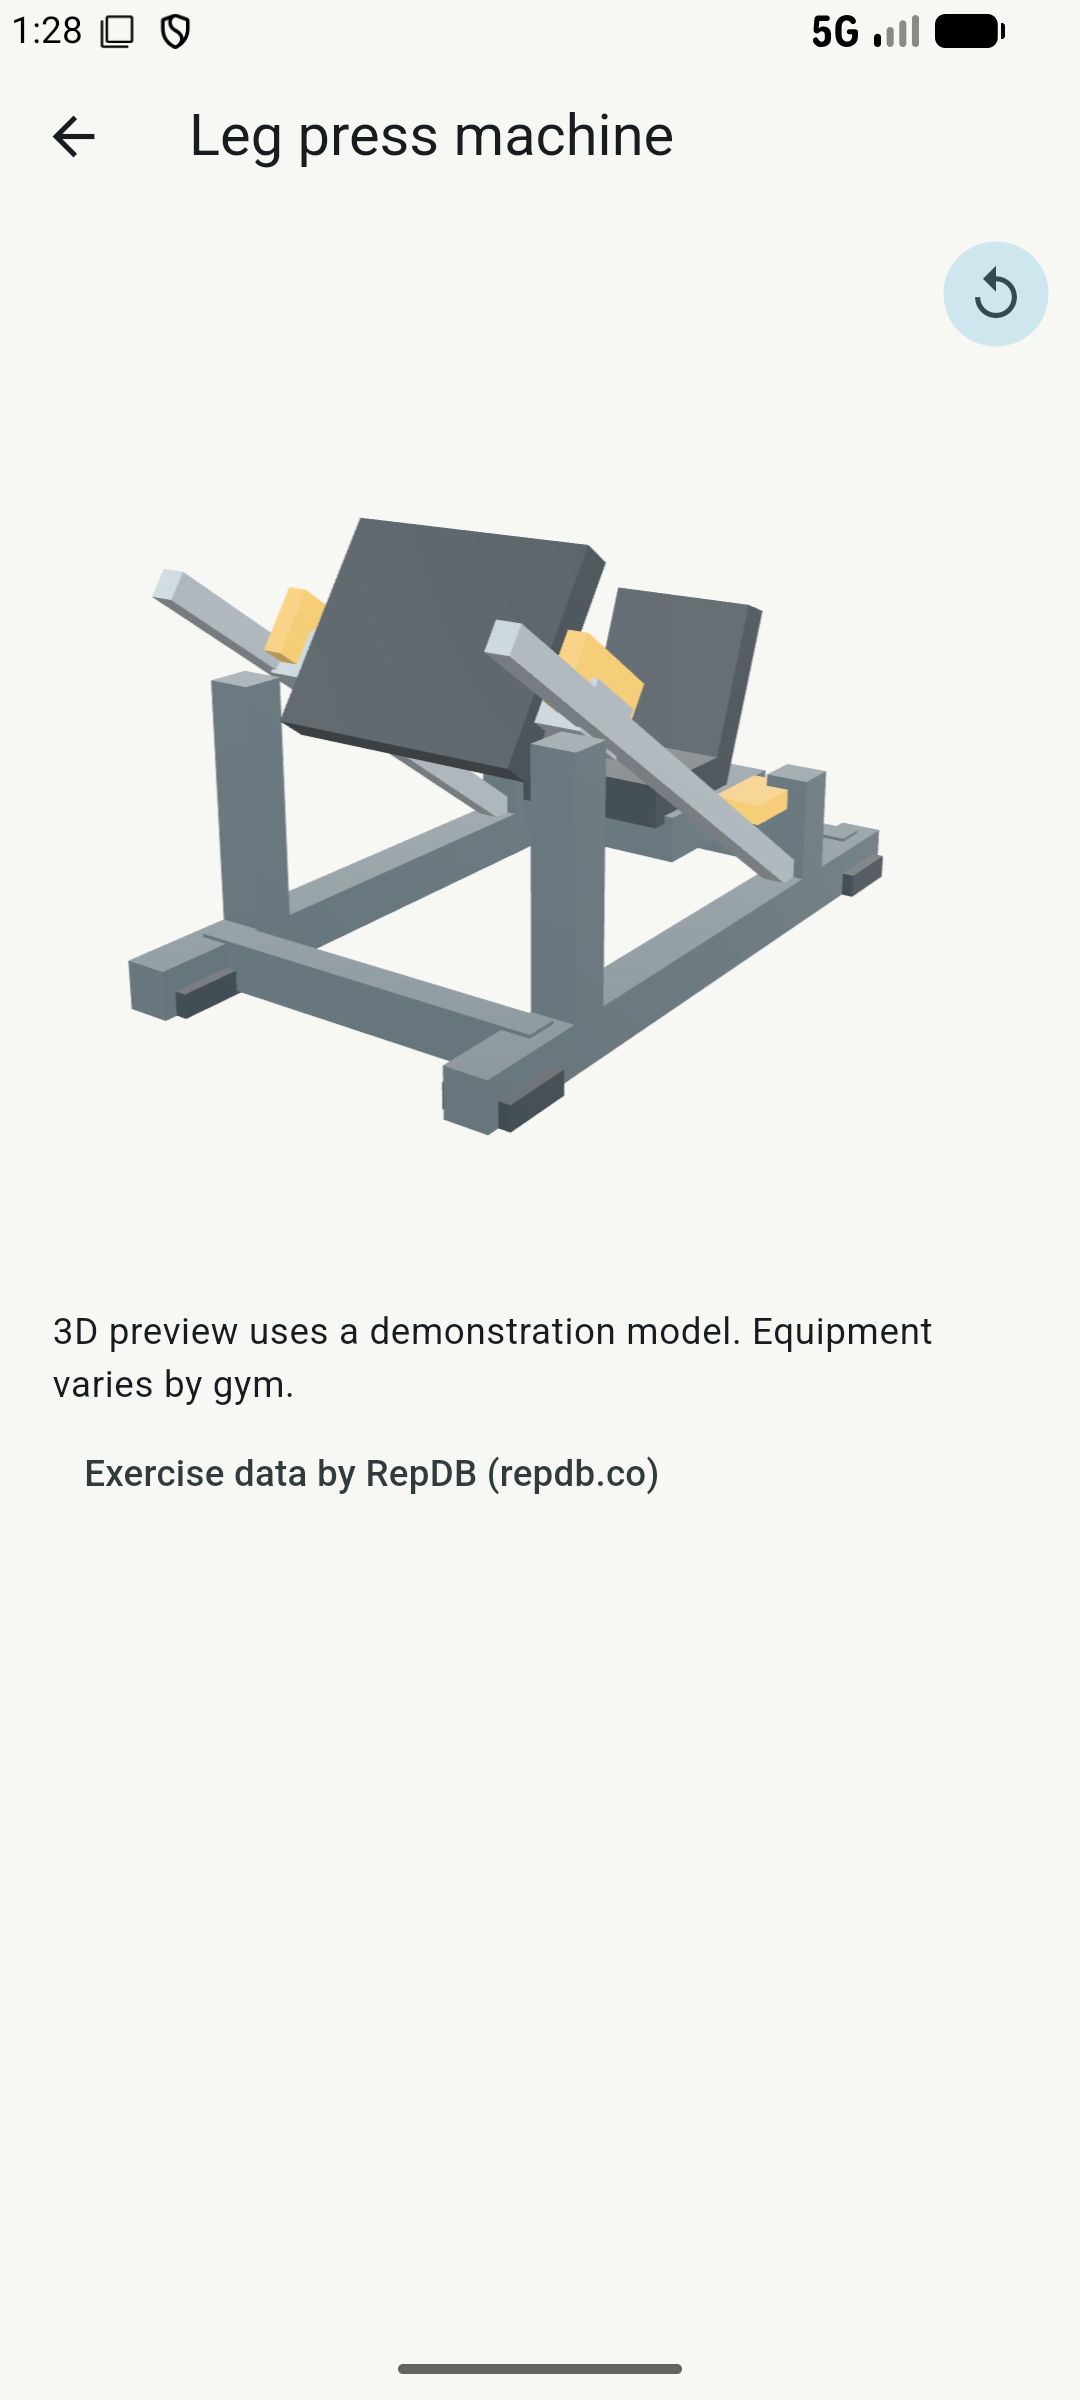 1:28
5G
Leg press machine
3D preview uses a demonstration model. Equipment
varies by gym.
Exercise data by RepDB (repdb.co)